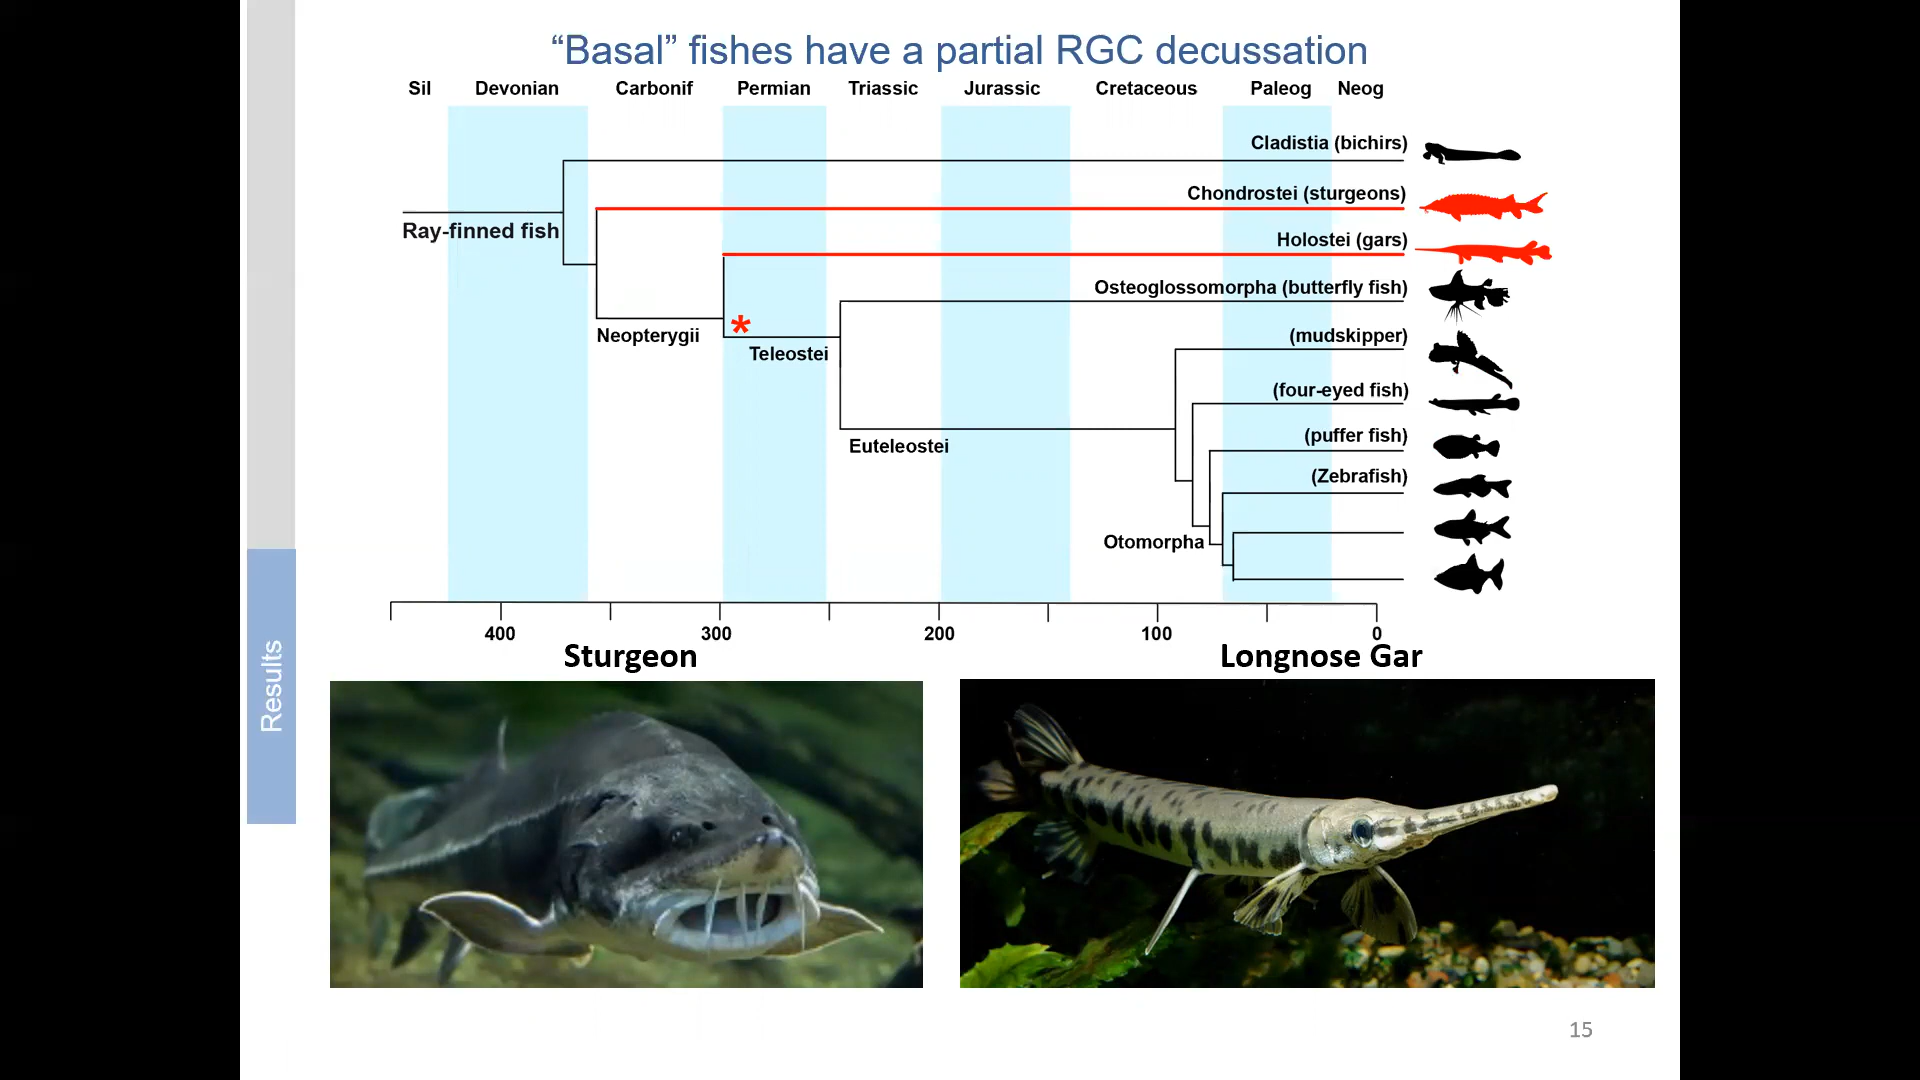 “Basal” fishes have a partial RGC decussation
Sil Devonian Carbonif Permian Triassic Jurassic Cretaceous Paleog Neog
Cladistia (bichirs)
Chondrostei (sturgeons)
Ray-finned fish
Holostei (gars)
Osteoglossomorpha (butterfly fish)
*
Neopterygii
(mudskipper)
Teleostei
(four-eyed fish)
(puffer fish)
Euteleostei
(Zebrafish)
Otomorpha
400 300 200 100 0
Sturgeon
Longnose Gar
Results
15